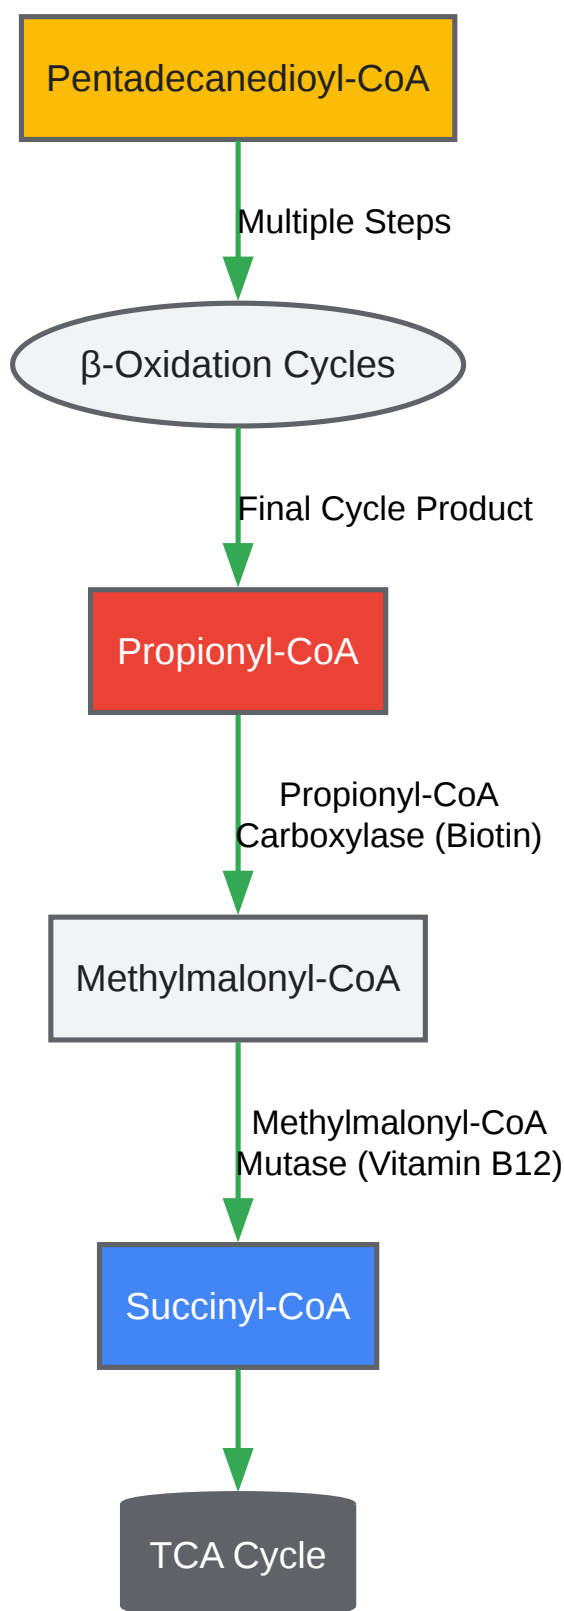 Pentadecanedioyl-CoA
Multiple Steps
β-Oxidation Cycles
Final Cycle Product
Propionyl-CoA
Propionyl-CoA
Carboxylase (Biotin)
Methylmalonyl-CoA
Methylmalonyl-CoA
Mutase (Vitamin B12)
Succinyl-CoA
TCA Cycle